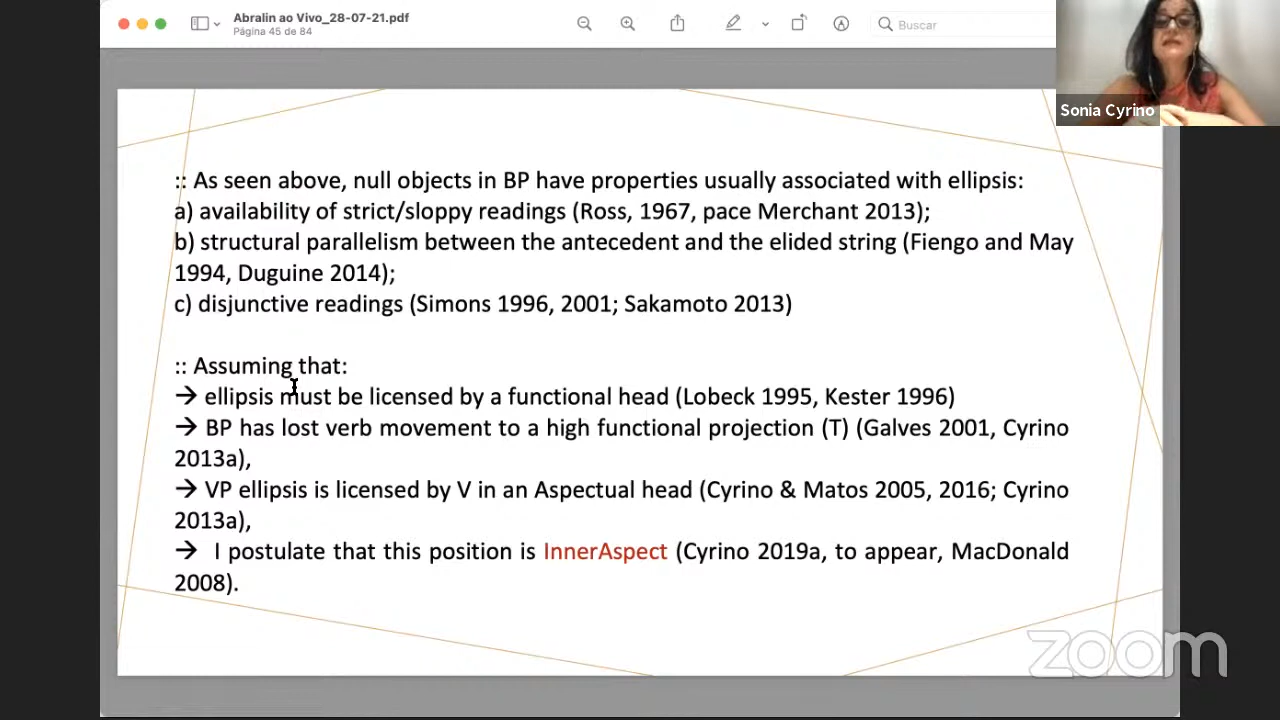 Abralin ao Vivo_28-07-21.pdf
Página 45 de 84
Buscar
Sonia Cyrino
:: As seen above, null objects in BP have properties usually associated with ellipsis:
a) availability of strict/sloppy readings (Ross, 1967, pace Merchant 2013);
b) structural parallelism between the antecedent and the elided string (Fiengo and May
1994, Duguine 2014);
c) disjunctive readings (Simons 1996, 2001; Sakamoto 2013)
:: Assuming that:
→ ellipsis must be licensed by a functional head (Lobeck 1995, Kester 1996)
→ BP has lost verb movement to a high functional projection (T) (Galves 2001, Cyrino
2013a),
→ VP ellipsis is licensed by V in an Aspectual head (Cyrino & Matos 2005, 2016; Cyrino
2013a),
→ I postulate that this position is InnerAspect (Cyrino 2019a, to appear, MacDonald
2008).
zoom